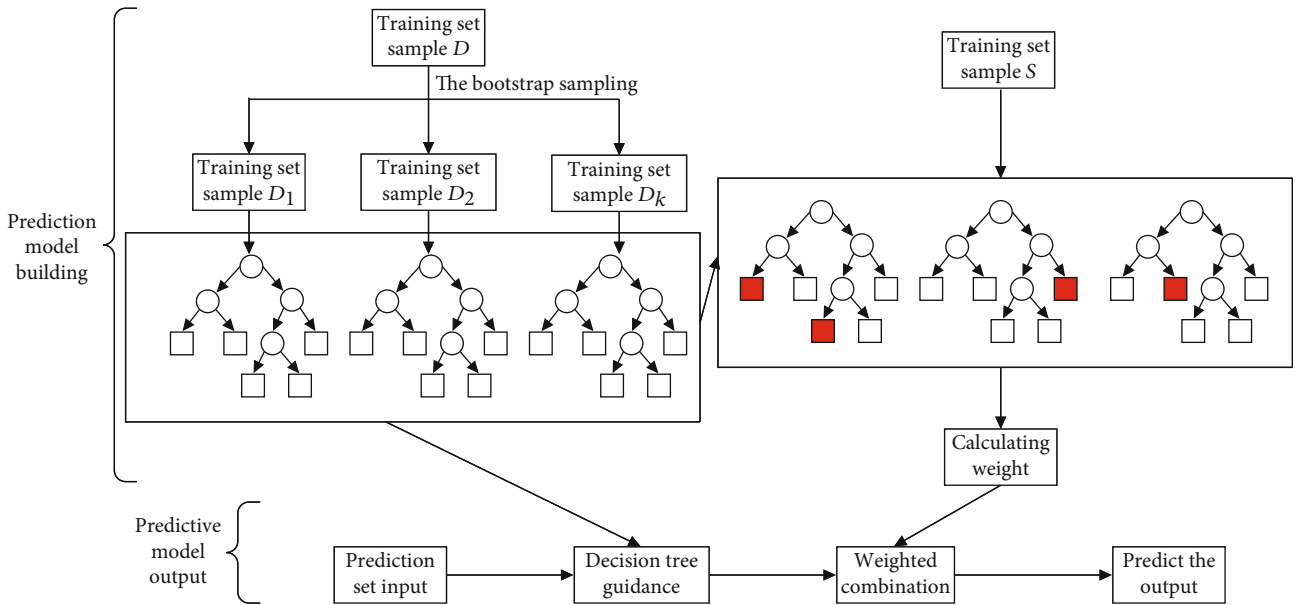 Training set
sample D
The bootstrap sampling
Training set
sample D1
Training set
sample D2
Training set
sample Dk
Training set
sample S
Prediction
model
building
Calculating
weight
Predictive
model
output
Prediction
set input
Decision tree
guidance
Weighted
combination
Predict the
output